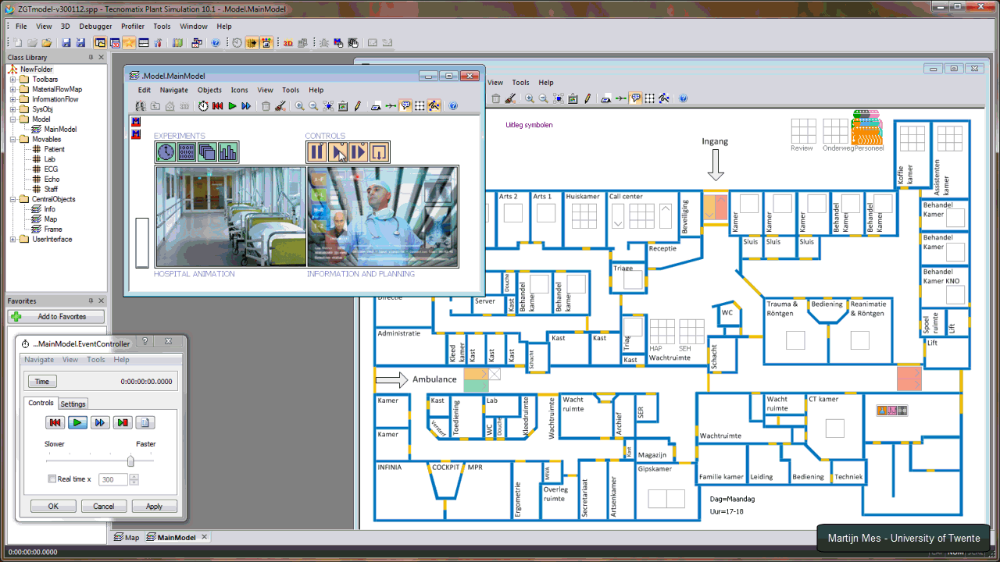 ZGTmodel-v300112.spp - Tecnomatix Plant Simulation 10.1 - .Model.MainModel
File View 3D Debugger Profiler Tools Window Help
Class Library
NewFolder
Toolbars
MaterialFlowMap
InformationFlow
SysObj
Model
MainModel
Movables
Patient
Lab
ECG
Echo
Staff
CentralObjects
Info
Map
Frame
UserInterface
Favorites
Add to Favorites
.Model.MainModel
Edit Navigate Objects Icons View Tools Help
EXPERIMENTS
CONTROLS
HOSPITAL ANIMATION
INFORMATION AND PLANNING
...MainModel.EventController
Navigate View Tools Help
Time
0:00:00:00.0000
Controls
Settings
Slower
Faster
Real time x
300
OK
Cancel
Apply
View Tools Help
Uitleg symbolen
Ingang
Review
Onderweg
Personeel
Koffie kamer
Assistenten kamer
Arts 2
Arts 1
Huiskamer
Call center
Beveiliging
Kamer
Kamer
Kamer
Behandel Kamer
Behandel Kamer
Behandel Kamer
Behandel Kamer
Behandel Kamer KNO
Receptie
Sluis
Sluis
Sluis
Triage
Directie
Server
Douche
Kast
Behandel kamer
Behandel kamer
WC
Trauma & Röntgen
Bediening
Reanimatie & Röntgen
Spoel ruimte
Lift
Lift
Administratie
Kleed kamer
Kast
Kast
Kast
Schacht
Kast
Kast
Triage
Kast
HAP
SEH
Wachtruimte
Schacht
Ambulance
Kamer
Kast
Toediening
Lab
Kleedruimte
Wachtruimte
Wacht ruimte
Archief
SER
Wacht ruimte
CT kamer
Versterf
WC
Douche
Kamer
Kast
Magazijn
Wachtruimte
INFINIA
COCKPIT
MPR
Ergometrie
MIVA
Overleg ruimte
Secretariaat
Artsenkamer
Gipskamer
Familie kamer
Leiding
Bediening
Techniek
Dag=Maandag
Uur=17-18
Map
MainModel
Martijn Mes - University of Twente
0:00:00:00.0000